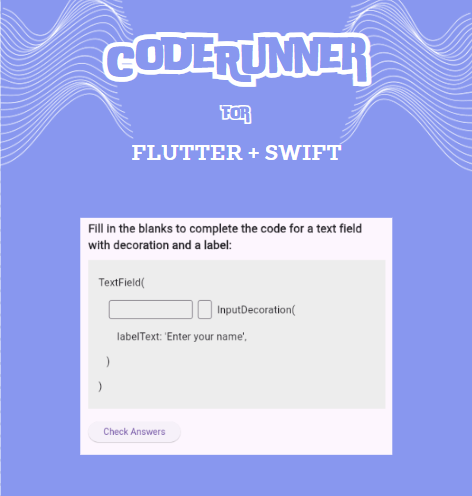 CODERUNNER
FOR
FLUTTER + SWIFT
Fill in the blanks to complete the code for a text field
with decoration and a label:
TextField(
InputDecoration(
labelText: 'Enter your name',
)
)
Check Answers